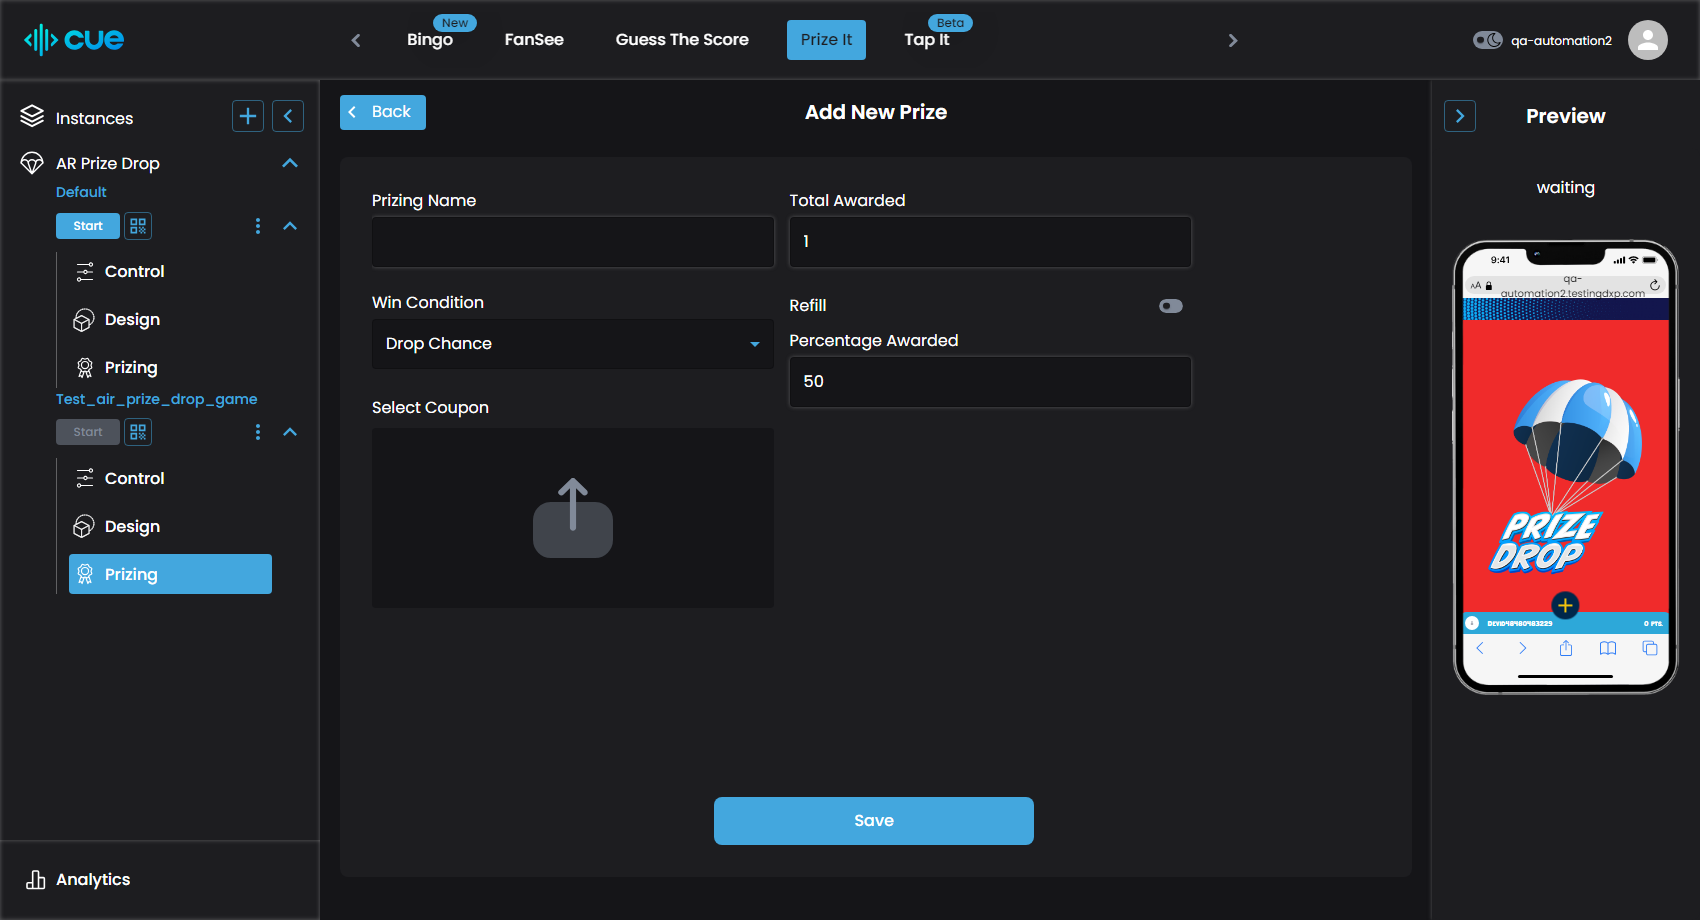 cue
New
Bingo
FanSee
Guess The Score
Prize It
Beta
Tap It
qa-automation2
Instances
AR Prize Drop
Default
Start
Control
Design
Prizing
Test_air_prize_drop_game
Start
Control
Design
Prizing
Analytics
Back
Add New Prize
Prizing Name
Total Awarded
1
Win Condition
Drop Chance
Refill
Percentage Awarded
50
Select Coupon
Save
Preview
waiting
9:41
AA
qa-
automation2.testingdxp.com
PRIZE
DROP
0 PTS.